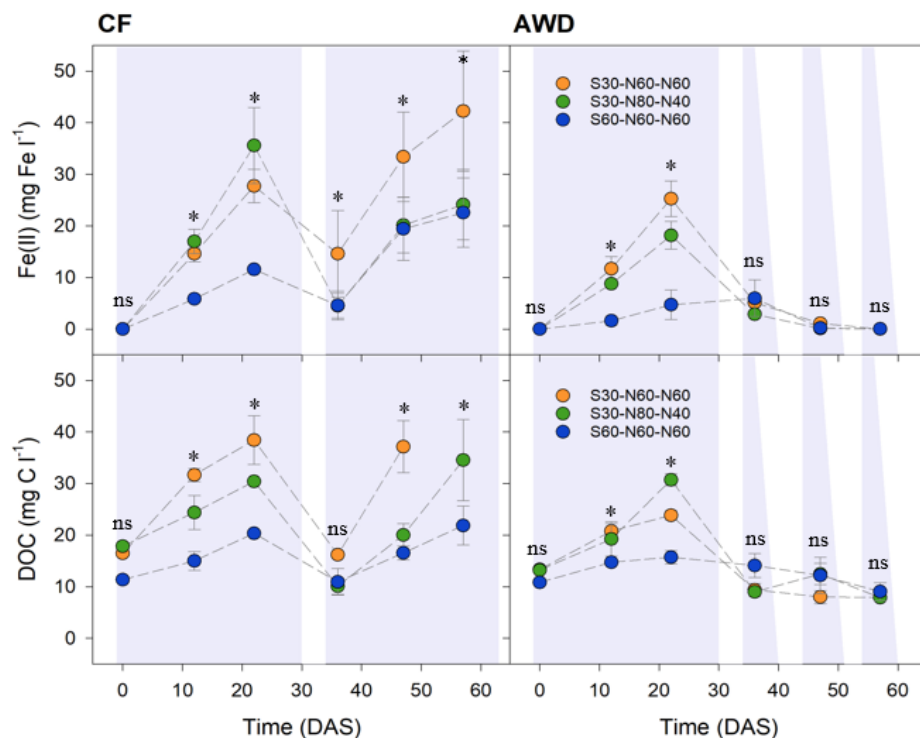 CF
AWD
50
40
30
20
10
0
Fe(II) (mg Fe l⁻¹)
ns
*
*
*
*
*
S30-N60-N60
S30-N80-N40
S60-N60-N60
ns
*
*
ns
ns
ns
50
40
30
20
10
0
DOC (mg C l⁻¹)
ns
*
*
ns
*
*
S30-N60-N60
S30-N80-N40
S60-N60-N60
ns
*
*
ns
ns
ns
0 10 20 30 40 50 60
0 10 20 30 40 50 60
Time (DAS)
Time (DAS)